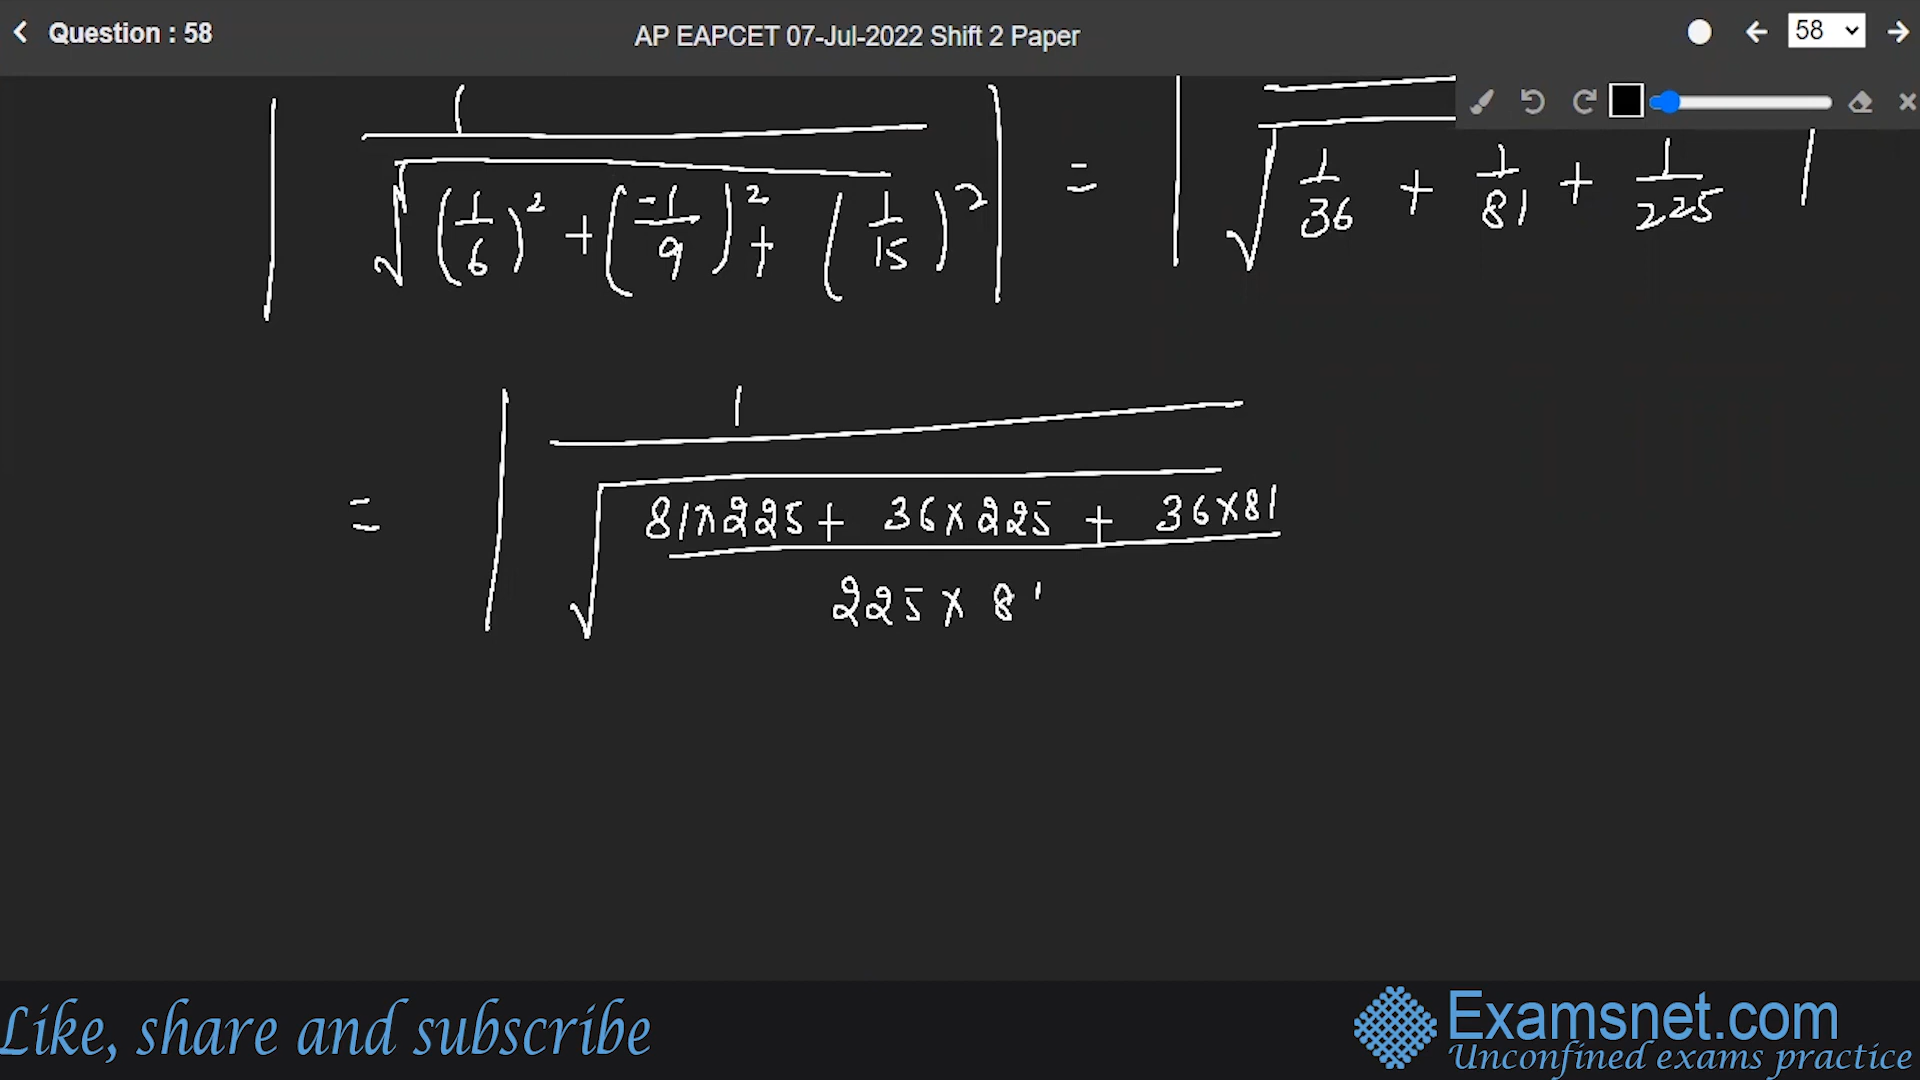 Question : 58
AP EAPCET 07-Jul-2022 Shift 2 Paper
58
| 1 / √((1/6)² + (-1/9)² + (1/15)²) | = | √(1/36 + 1/81 + 1/225) |
= | 1 / √((81×225 + 36×225 + 36×81) / (225 × 81
Like, share and subscribe
Examsnet.com
Unconfined exams practice